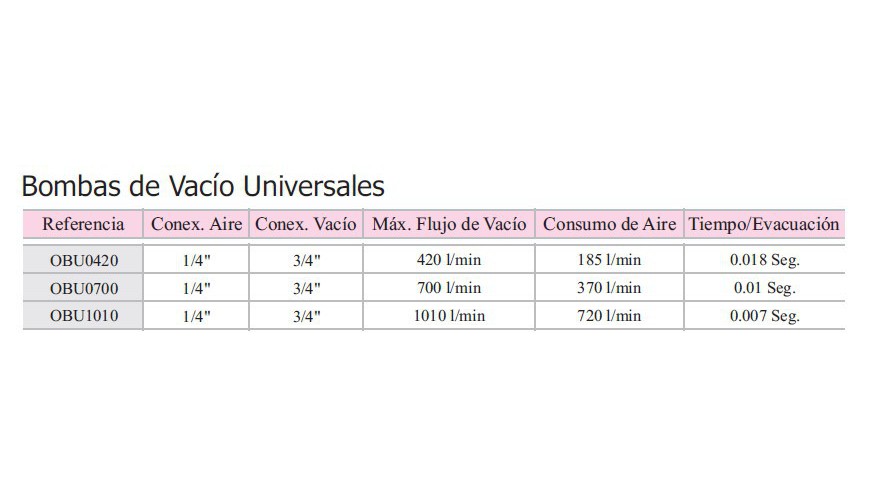 Bombas de Vacío Universales
Referencia Conex. Aire Conex. Vacío Máx. Flujo de Vacío Consumo de Aire Tiempo/Evacuación
OBU0420 1/4" 3/4" 420 l/min 185 l/min 0.018 Seg.
OBU0700 1/4" 3/4" 700 l/min 370 l/min 0.01 Seg.
OBU1010 1/4" 3/4" 1010 l/min 720 l/min 0.007 Seg.